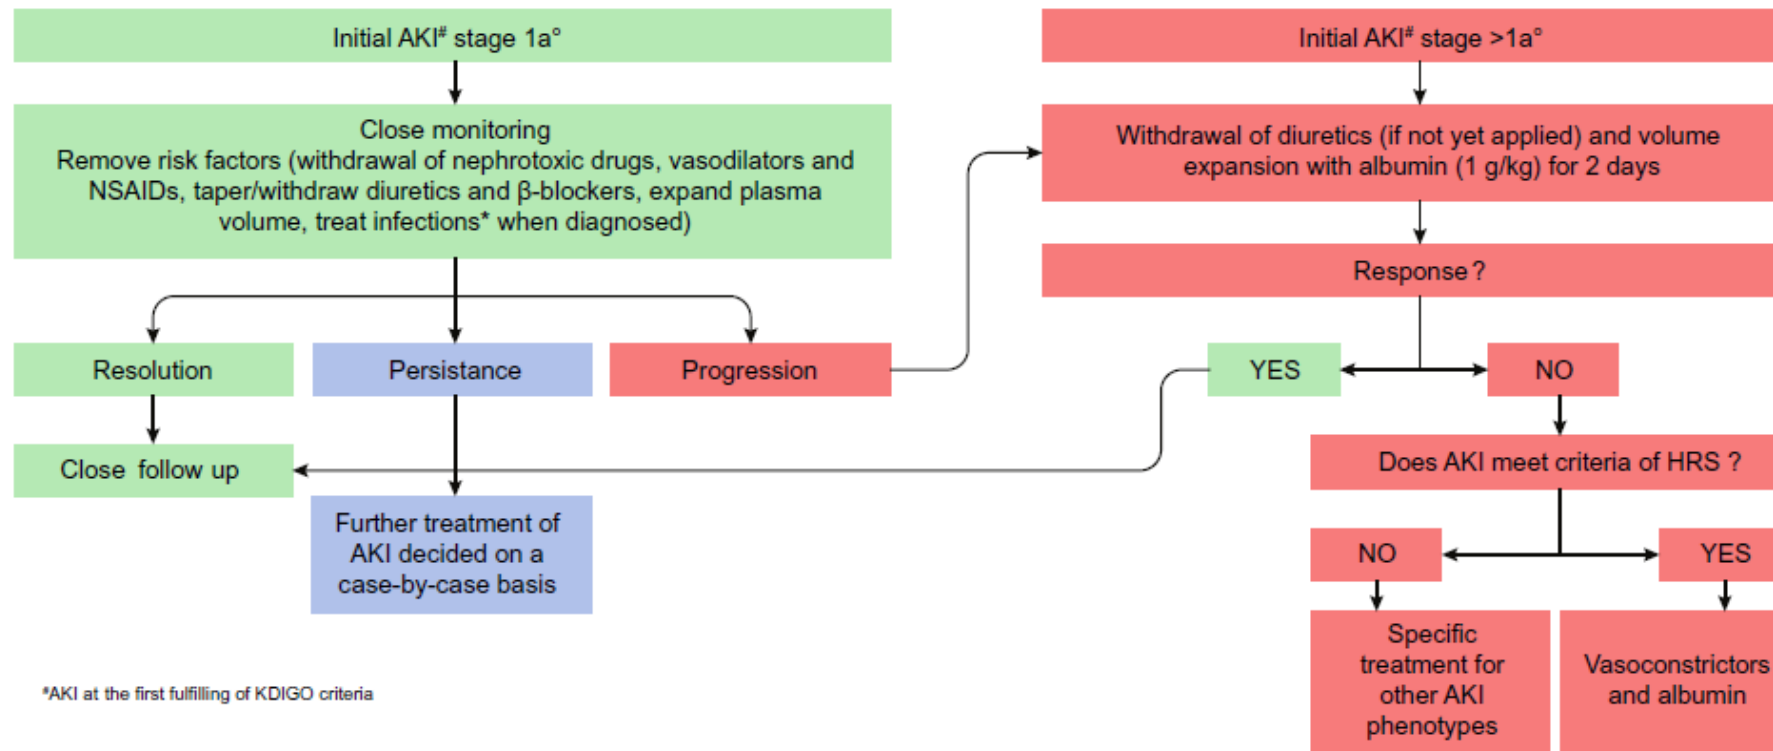 Initial AKI# stage 1a°
Close monitoring
Remove risk factors (withdrawal of nephrotoxic drugs, vasodilators and
NSAIDs, taper/withdraw diuretics and β-blockers, expand plasma
volume, treat infections* when diagnosed)
Resolution
Persistance
Progression
Close follow up
Further treatment of
AKI decided on a
case-by-case basis
Initial AKI# stage >1a°
Withdrawal of diuretics (if not yet applied) and volume
expansion with albumin (1 g/kg) for 2 days
Response ?
YES
NO
Does AKI meet criteria of HRS ?
NO
YES
Specific
treatment for
other AKI
phenotypes
Vasoconstrictors
and albumin
#AKI at the first fulfilling of KDIGO criteria